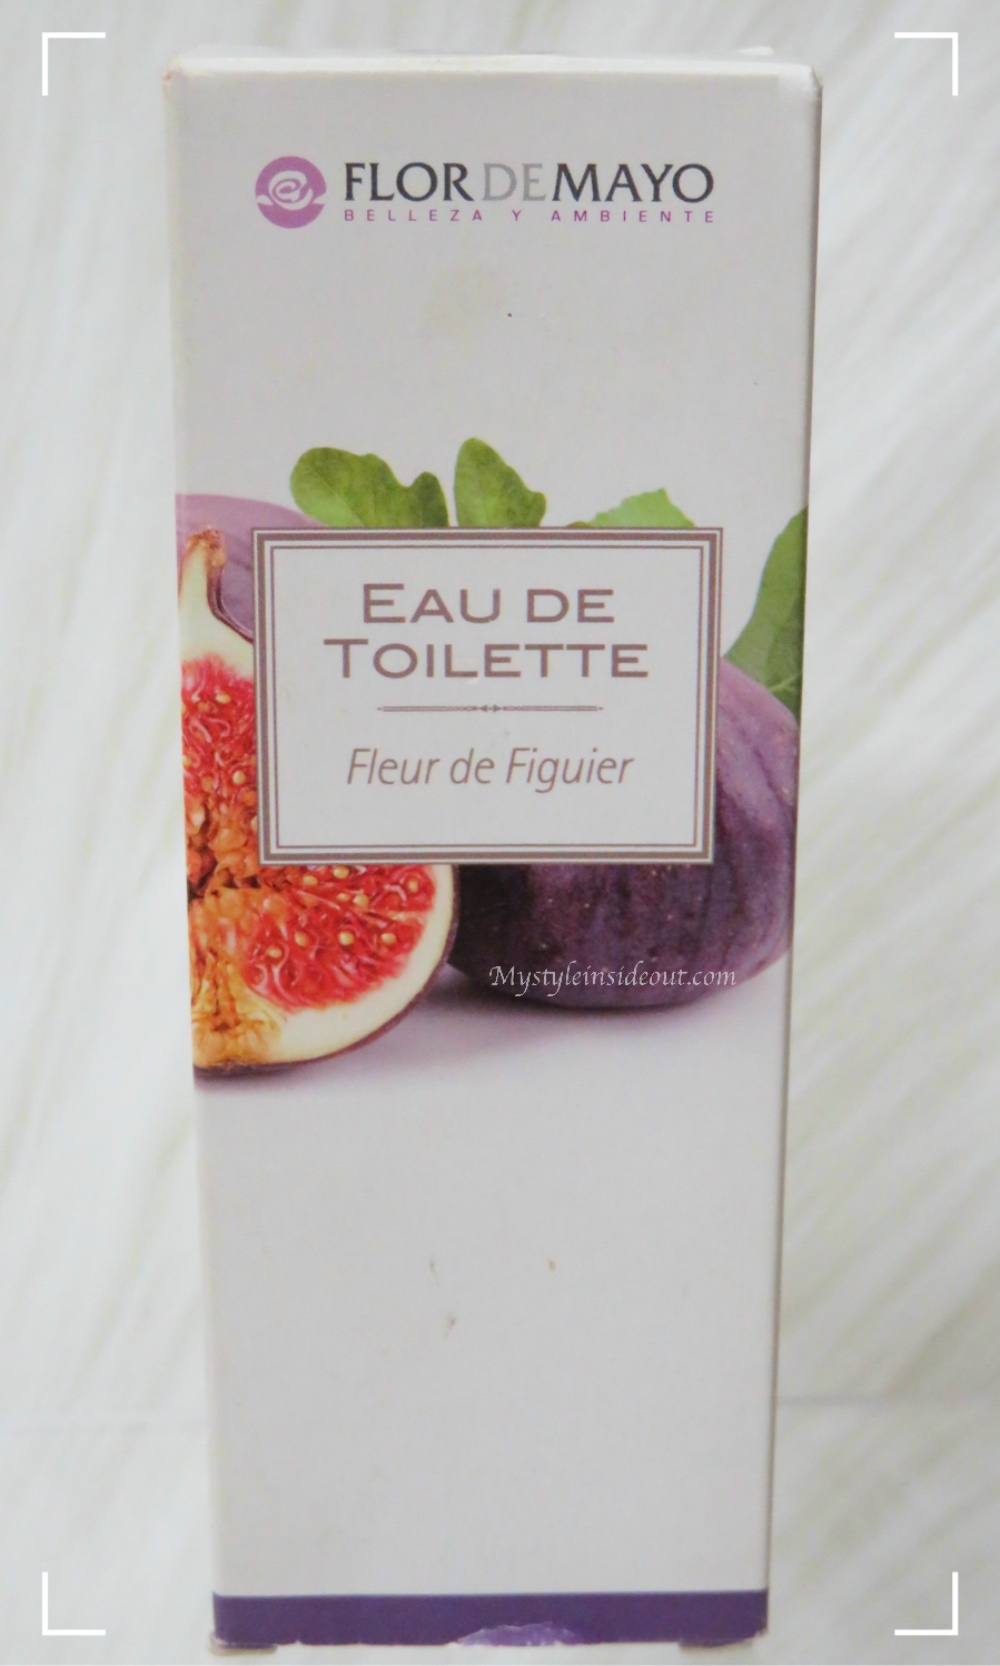 FLOR DE MAYO
BELLEZA Y AMBIENTE
EAU DE
TOILETTE
Fleur de Figuier
Mystyleinsideout.com